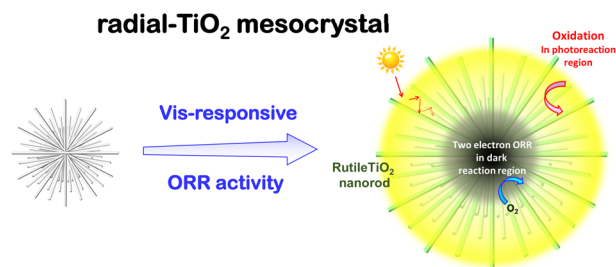 radial-TiO₂ mesocrystal
Oxidation
In photoreaction
region
Vis-responsive
ORR activity
RutileTiO₂
nanorod
Two electron ORR
in dark
reaction region
O₂